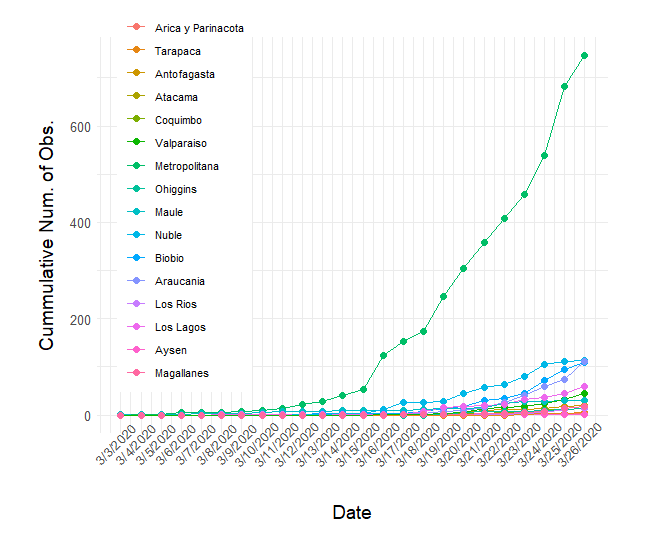 Arica y Parinacota
Tarapaca
Antofagasta
Atacama
Coquimbo
Valparaiso
Metropolitana
Ohiggins
Maule
Nuble
Biobio
Araucania
Los Rios
Los Lagos
Aysen
Magallanes
Cummulative Num. of Obs.
600
400
200
0
3/3/2020
3/4/2020
3/5/2020
3/6/2020
3/7/2020
3/8/2020
3/9/2020
3/10/2020
3/11/2020
3/12/2020
3/13/2020
3/14/2020
3/15/2020
3/16/2020
3/17/2020
3/18/2020
3/19/2020
3/20/2020
3/21/2020
3/22/2020
3/23/2020
3/24/2020
3/25/2020
3/26/2020
Date